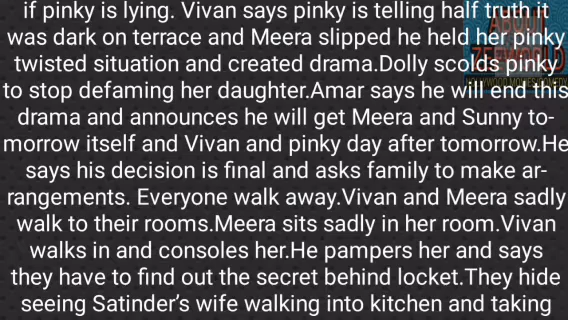 if pinky is lying. Vivan says pinky is telling half truth it
was dark on terrace and Meera slipped he held her pinky
twisted situation and created drama.Dolly scolds pinky
to stop defaming her daughter.Amar says he will end this
drama and announces he will get Meera and Sunny to-
morrow itself and Vivan and pinky day after tomorrow.He
says his decision is final and asks family to make ar-
rangements. Everyone walk away.Vivan and Meera sadly
walk to their rooms.Meera sits sadly in her room.Vivan
walks in and consoles her.He pampers her and says
they have to find out the secret behind locket.They hide
seeing Satinder’s wife walking into kitchen and taking
ABOUT